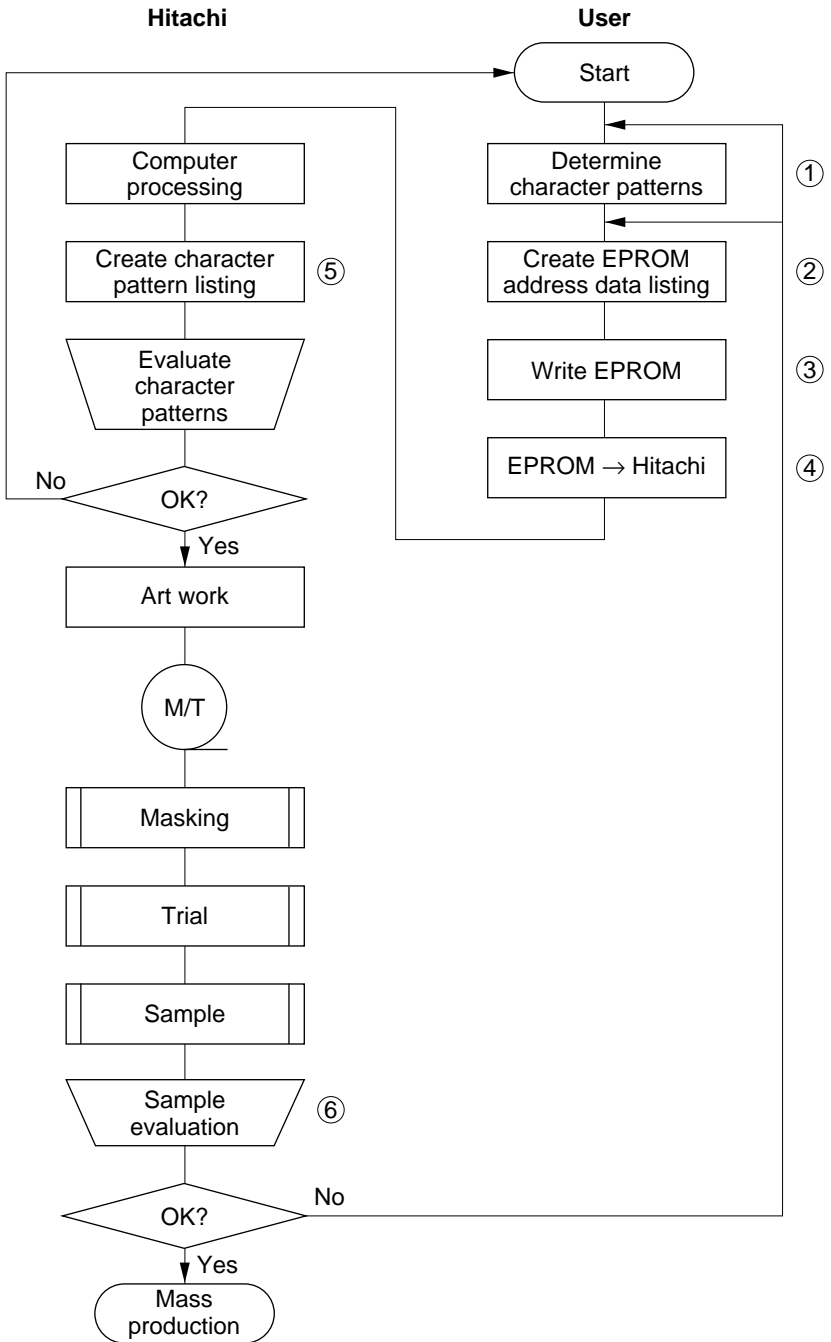 Hitachi
User
Start
Computer
processing
Determine
character patterns
①
Create character
pattern listing
⑤
Create EPROM
address data listing
②
Evaluate
character
patterns
Write EPROM
③
EPROM → Hitachi
④
No
OK?
Yes
Art work
M/T
Masking
Trial
Sample
Sample
evaluation
⑥
No
OK?
Yes
Mass
production